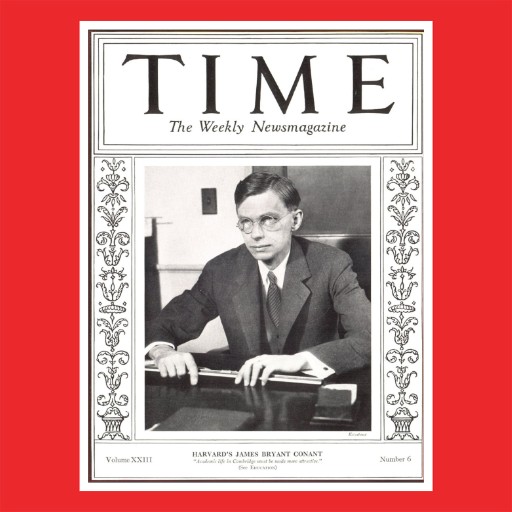 TIME
The Weekly Newsmagazine
Rosebury
Volume XXIII
HARVARD'S JAMES BRYANT CONANT
Number 6
"Academic life in Cambridge must be made more attractive."
(See EDUCATION)